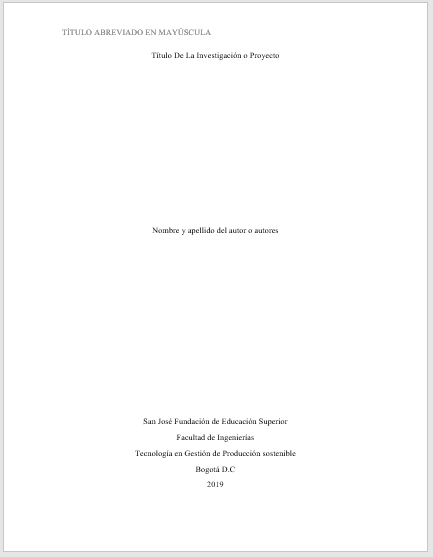 TÍTULO ABREVIADO EN MAYÚSCULA
Título De La Investigación o Proyecto
Nombre y apellido del autor o autores
San José Fundación de Educación Superior
Facultad de Ingenierías
Tecnología en Gestión de Producción sostenible
Bogotá D.C
2019